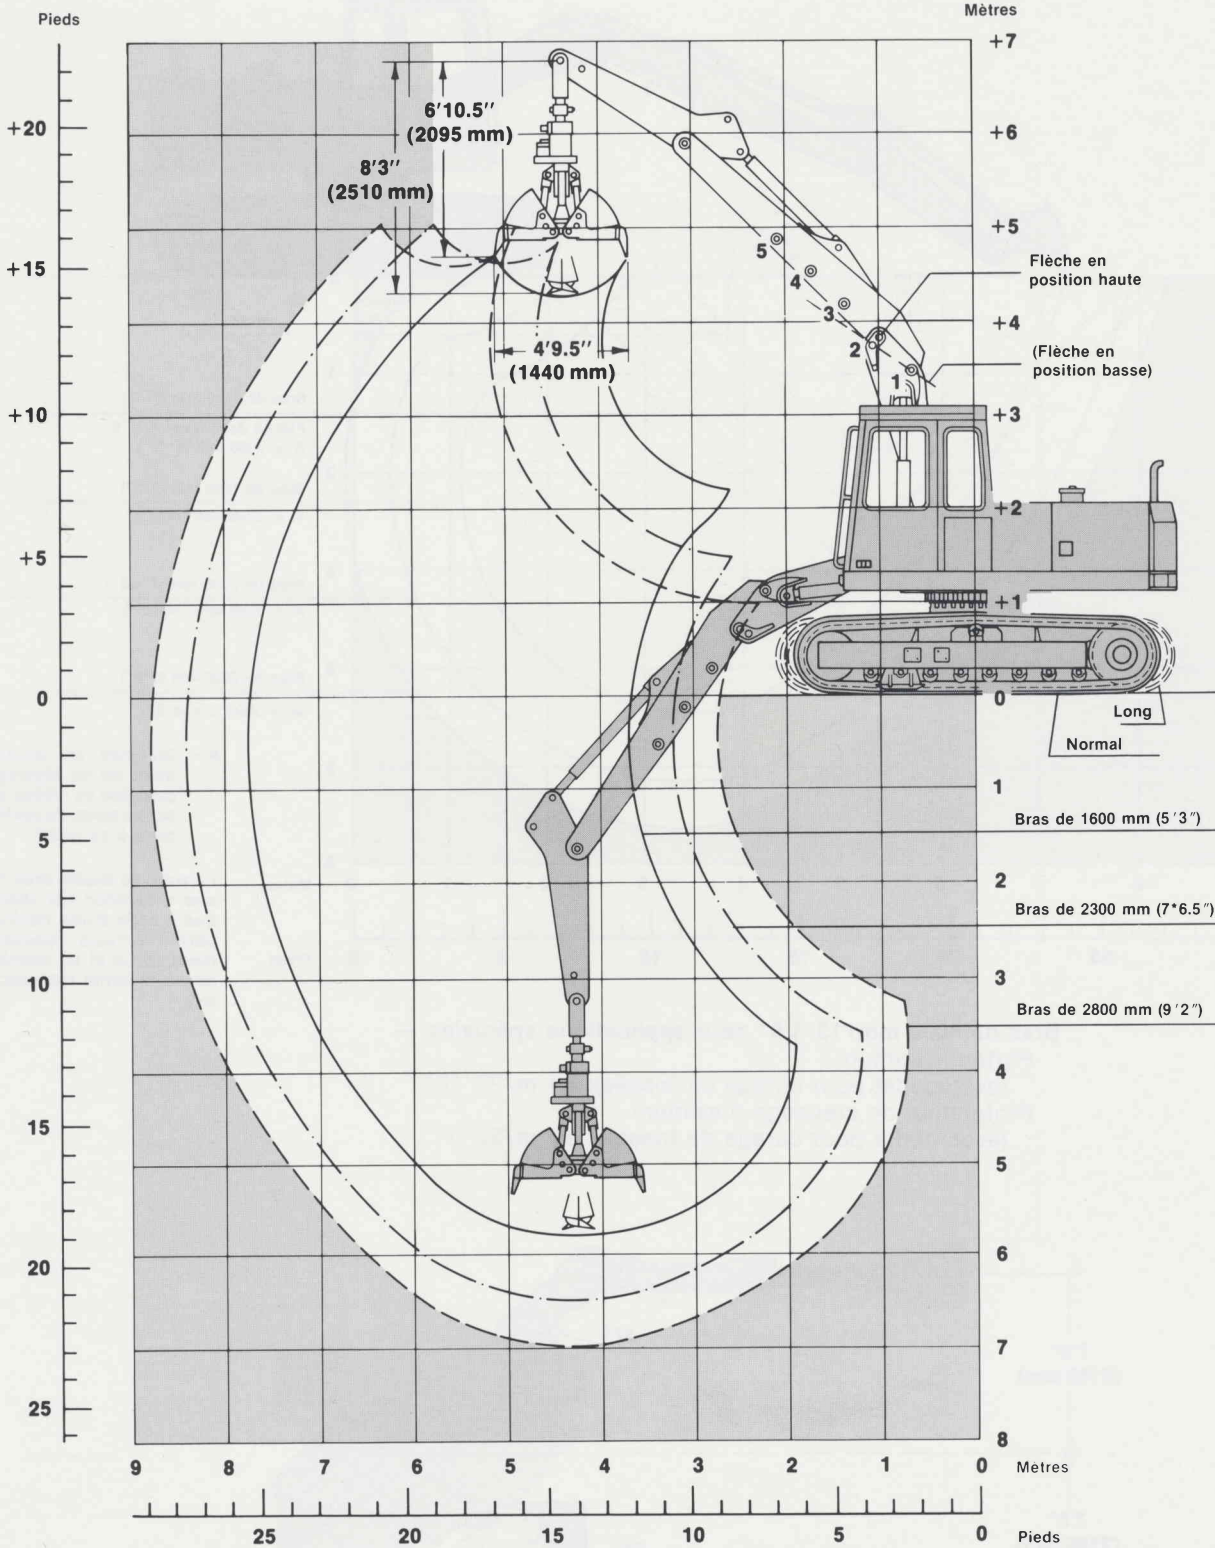 Pieds
Mètres
+7
+20
+6
6'10.5''
(2095 mm)
8'3''
(2510 mm)
+5
5
+15
4
Flèche en
position haute
3
+4
2
4'9.5''
(1440 mm)
(Flèche en
position basse)
1
+10
+3
+2
+5
+1
0
0
Long
Normal
1
Bras de 1600 mm (5'3")
5
2
Bras de 2300 mm (7*6.5")
10
3
Bras de 2800 mm (9'2")
4
15
5
20
6
7
25
8
9 8 7 6 5 4 3 2 1 0 Mètres
25 20 15 10 5 0 Pieds